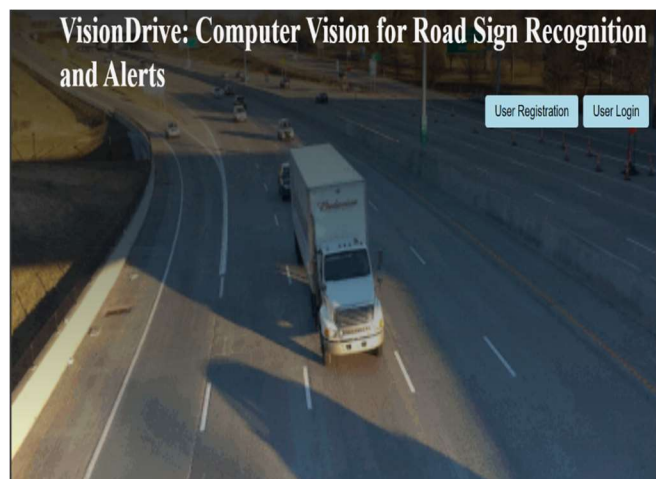 VisionDrive: Computer Vision for Road Sign Recognition
and Alerts
User Registration
User Login